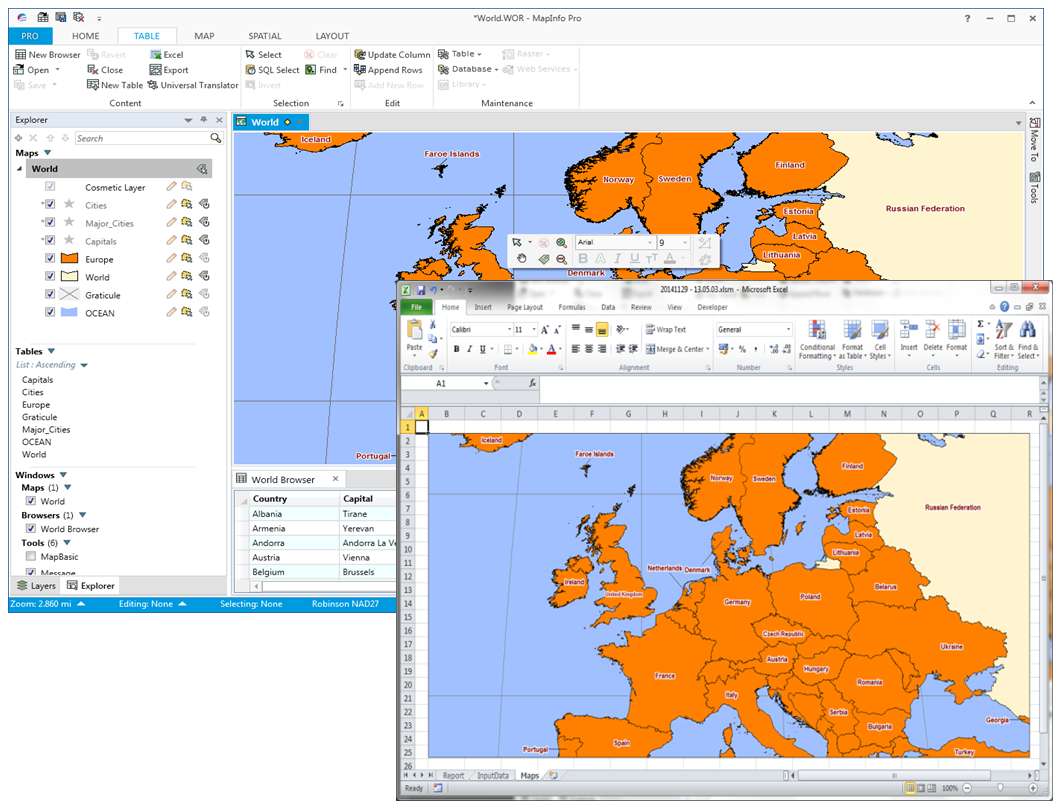 *World.WOR - MapInfo Pro
PRO HOME TABLE MAP SPATIAL LAYOUT
New Browser Revert Excel Select Clear Update Column Table Raster
Open Close Export SQL Select Find Append Rows Database Web Services
Save New Table Universal Translator Invert Add New Row Library
Content Selection Edit Maintenance
Explorer
Search
Maps
World
Cosmetic Layer
Cities
Major_Cities
Capitals
Europe
World
Graticule
OCEAN
Tables
List : Ascending
Capitals
Cities
Europe
Graticule
Major_Cities
OCEAN
World
Windows
Maps (1)
World
Browsers (1)
World Browser
Tools (6)
MapBasic
Message
Layers Explorer
Zoom: 2.860 mi Editing: None Selecting: None Robinson NAD27
World
Iceland
Faroe Islands
Norway
Sweden
Finland
Russian Federation
Estonia
Latvia
Lithuania
Denmark
Portugal
Arial 9
B A I U TT A
Move To
Tools
World Browser
Country Capital
Albania Tirane
Armenia Yerevan
Andorra Andorra La Ve
Austria Vienna
Belgium Brussels
20141129 - 13.05.03.xlsm - Microsoft Excel
File Home Insert Page Layout Formulas Data Review View Developer
Paste
Calibri 11
B I U
Wrap Text
Merge & Center
General
Conditional Formatting
Format as Table
Cell Styles
Insert
Delete
Format
Sort & Filter
Find & Select
Clipboard Font Alignment Number Styles Cells Editing
A1 fx
A B C D E F G H I J K L M N O P Q R
1
2
3
4
5
6
7
8
9
10
11
12
13
14
15
16
17
18
19
20
21
22
23
24
25
26
Iceland
Faroe Islands
Norway
Sweden
Finland
Russian Federation
Estonia
Latvia
Lithuania
Netherlands
Denmark
Ireland
United Kingdom
Belarus
Germany
Poland
Czech Republic
Ukraine
Austria
Hungary
France
Romania
Italy
Serbia
Bulgaria
Georgia
Spain
Portugal
Turkey
Report InputData Maps
Ready 100%